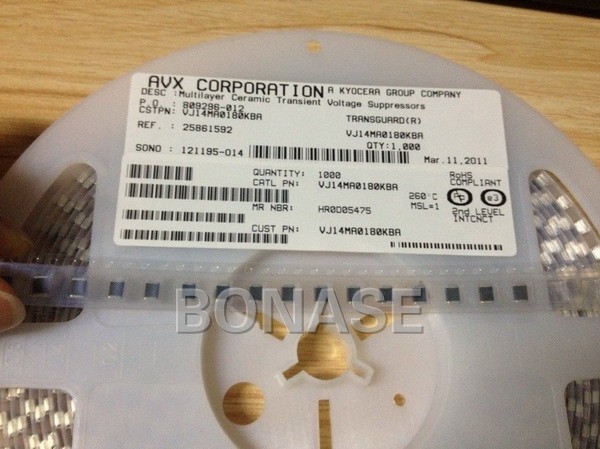 AVX CORPORATION A KYOCERA GROUP COMPANY
DESC :Multilayer Ceramic Transient Voltage Suppressors
P.O. : 809286-012 TRANSGUARD(R)
CSTPN: VJ14MA0180KBA VJ14MA0180KBA
REF. : 25861592 QTY:1,000
SONO : 121195-014 Mar.11,2011
QUANTITY: 1000 RoHS
CATL PN: VJ14MA0180KBA COMPLIANT
260°C e3
MSL=1
MR NBR: HR0D05475 2nd LEVEL
INTCNCT
CUST PN: VJ14MA0180KBA
BONASE